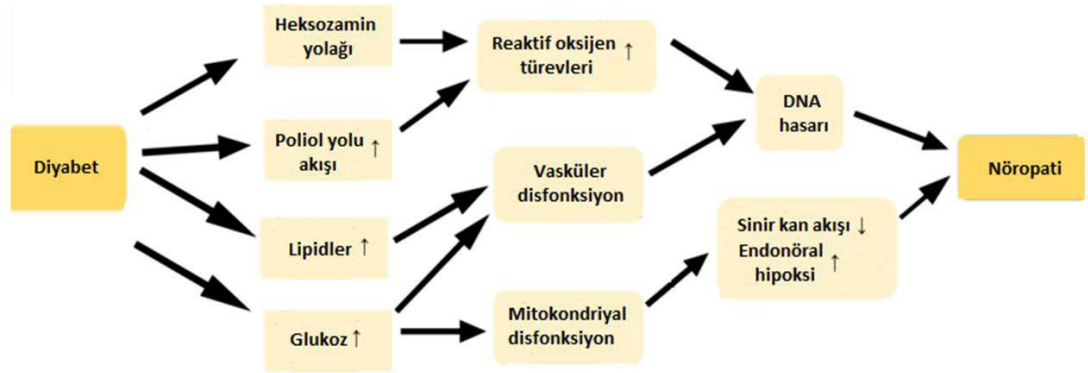 Diyabet
Heksozamin
yolağı
Poliol yolu
akışı ↑
Lipidler ↑
Glukoz ↑
Reaktif oksijen
türevleri ↑
Vasküler
disfonksiyon
Mitokondriyal
disfonksiyon
DNA
hasarı
Sinir kan akışı ↓
Endonöral
hipoksi ↑
Nöropati